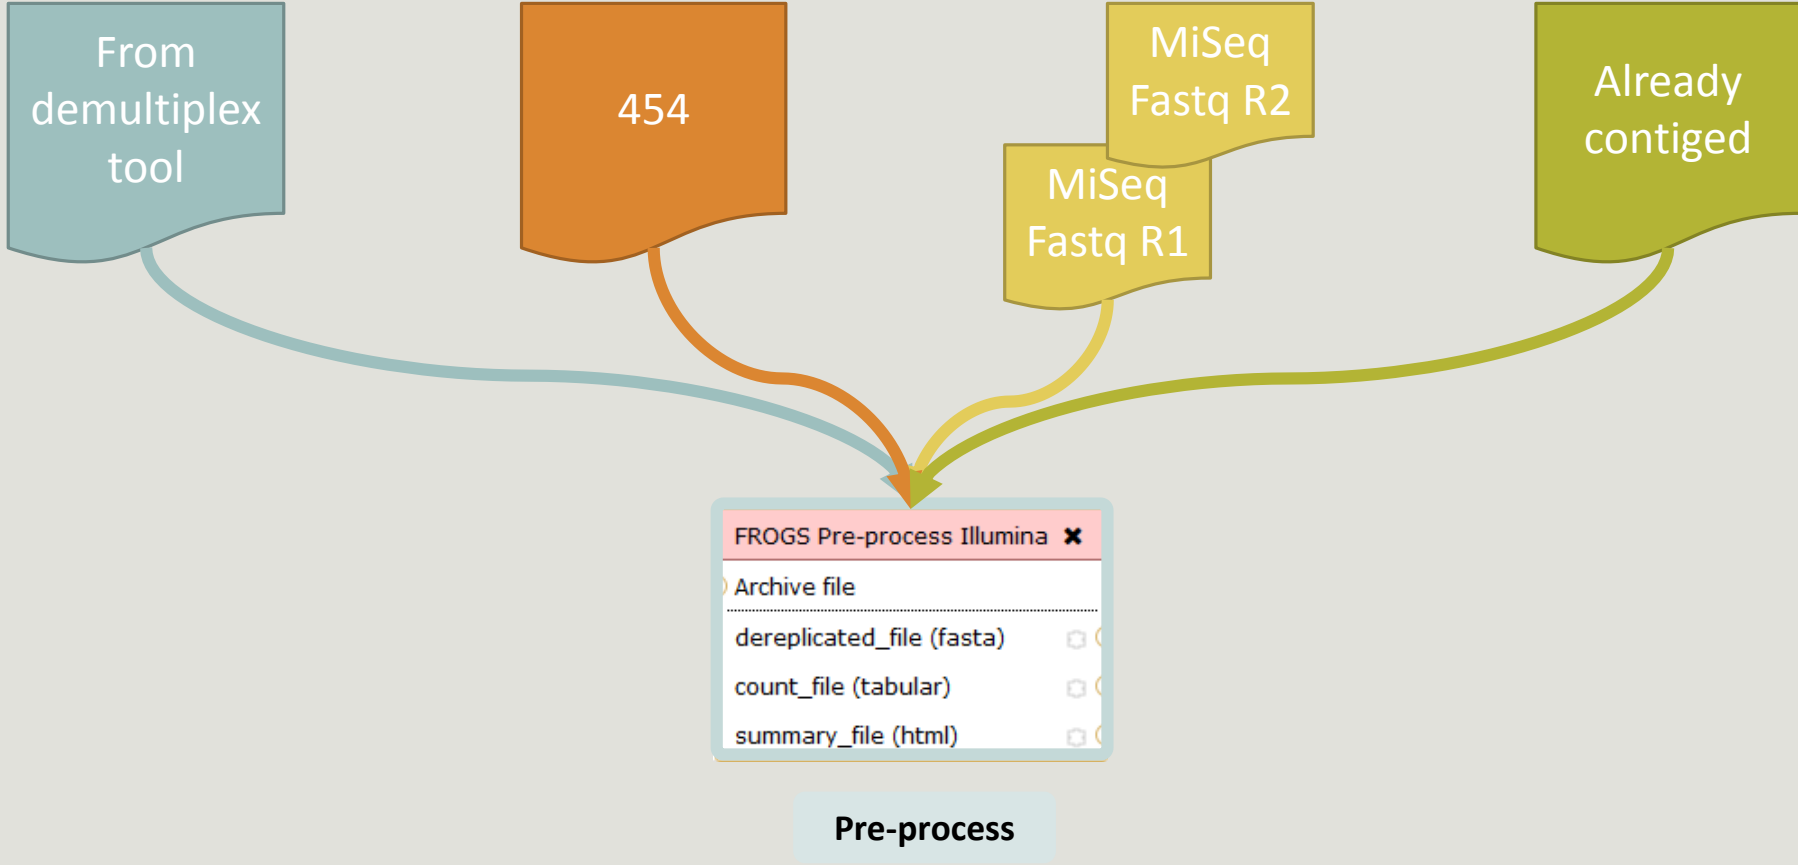 From
demultiplex
tool
454
MiSeq
Fastq R2
MiSeq
Fastq R1
Already
contiged
FROGS Pre-process Illumina ✖
Archive file
dereplicated_file (fasta)
count_file (tabular)
summary_file (html)
Pre-process